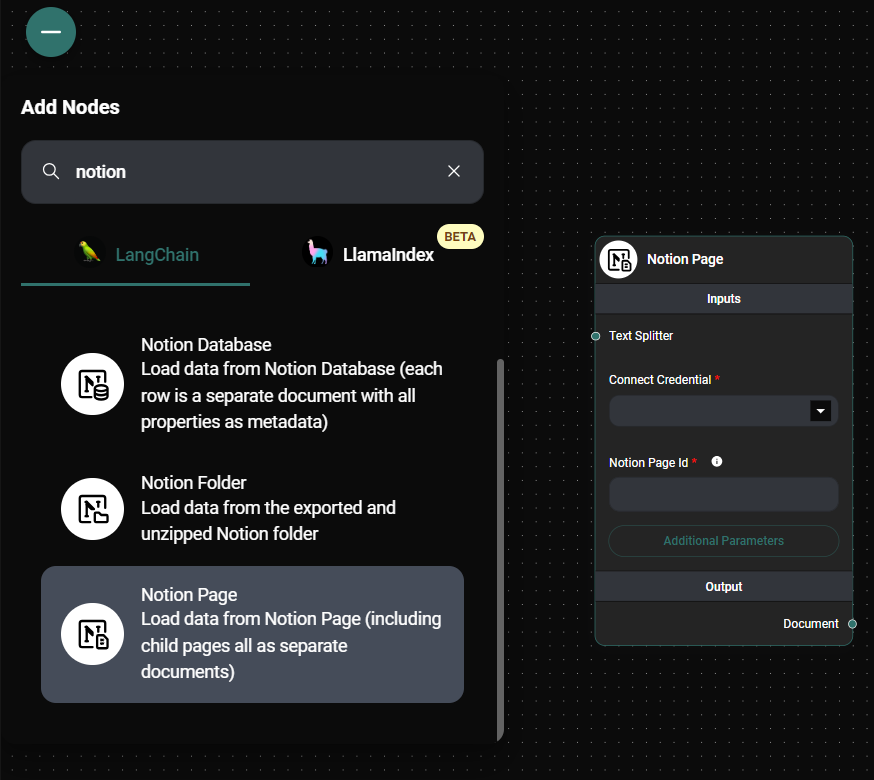 Add Nodes
notion
LangChain
LlamaIndex
BETA
Notion Database
Load data from Notion Database (each
row is a separate document with all
properties as metadata)
Notion Folder
Load data from the exported and
unzipped Notion folder
Notion Page
Load data from Notion Page (including
child pages all as separate
documents)
Notion Page
Inputs
Text Splitter
Connect Credential *
Notion Page Id *
Additional Parameters
Output
Document